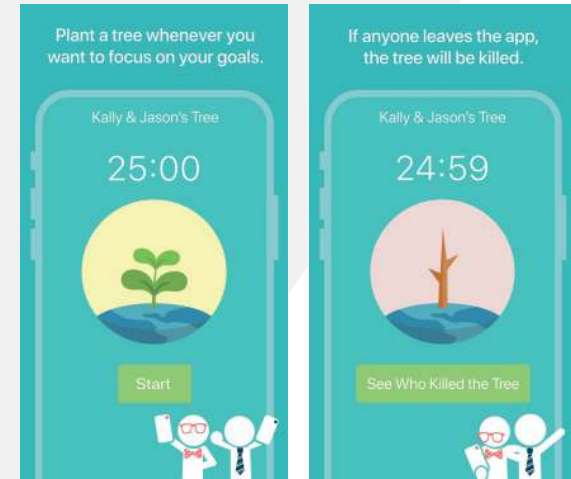 Plant a tree whenever you
want to focus on your goals.
Kally & Jason's Tree
25:00
Start
If anyone leaves the app,
the tree will be killed.
Kally & Jason's Tree
24:59
See Who Killed the Tree